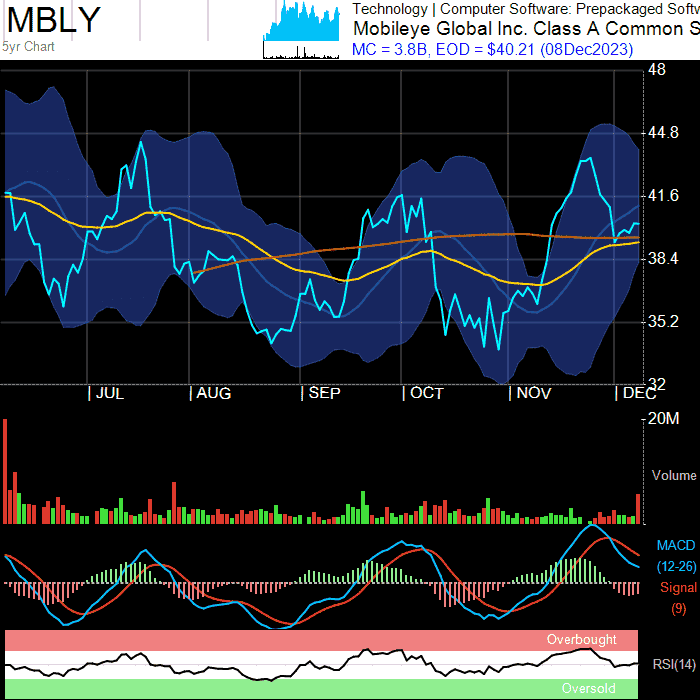 MBLY
5yr Chart
Technology | Computer Software: Prepackaged Softw
Mobileye Global Inc. Class A Common S
MC = 3.8B, EOD = $40.21 (08Dec2023)
48
44.8
41.6
38.4
35.2
32
JUL AUG SEP OCT NOV DEC
20M
Volume
MACD
(12-26)
Signal
(9)
Overbought
RSI(14)
Oversold